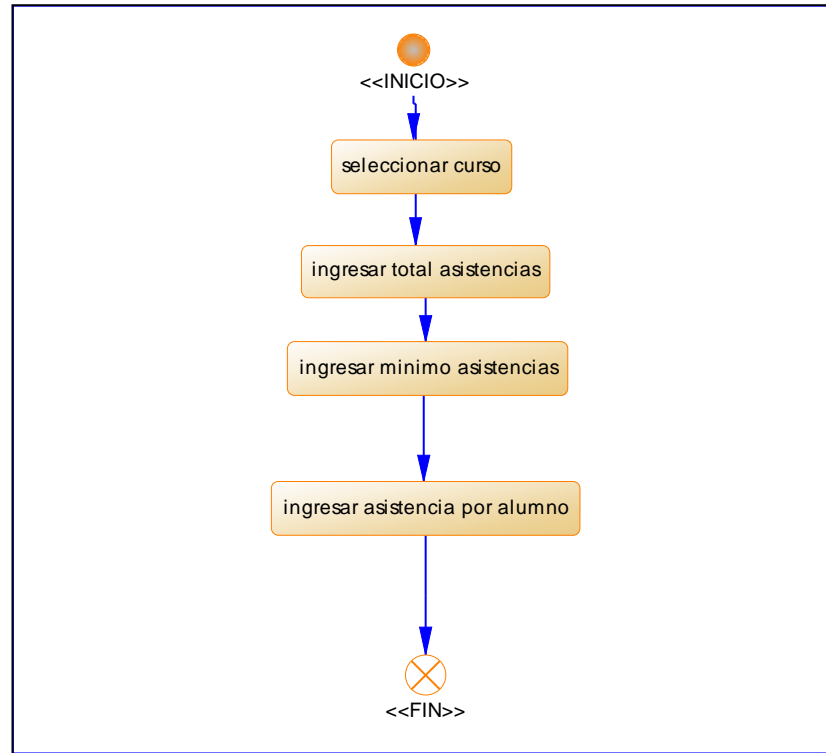 <<INICIO>>
seleccionar curso
ingresar total asistencias
ingresar minimo asistencias
ingresar asistencia por alumno
<<FIN>>